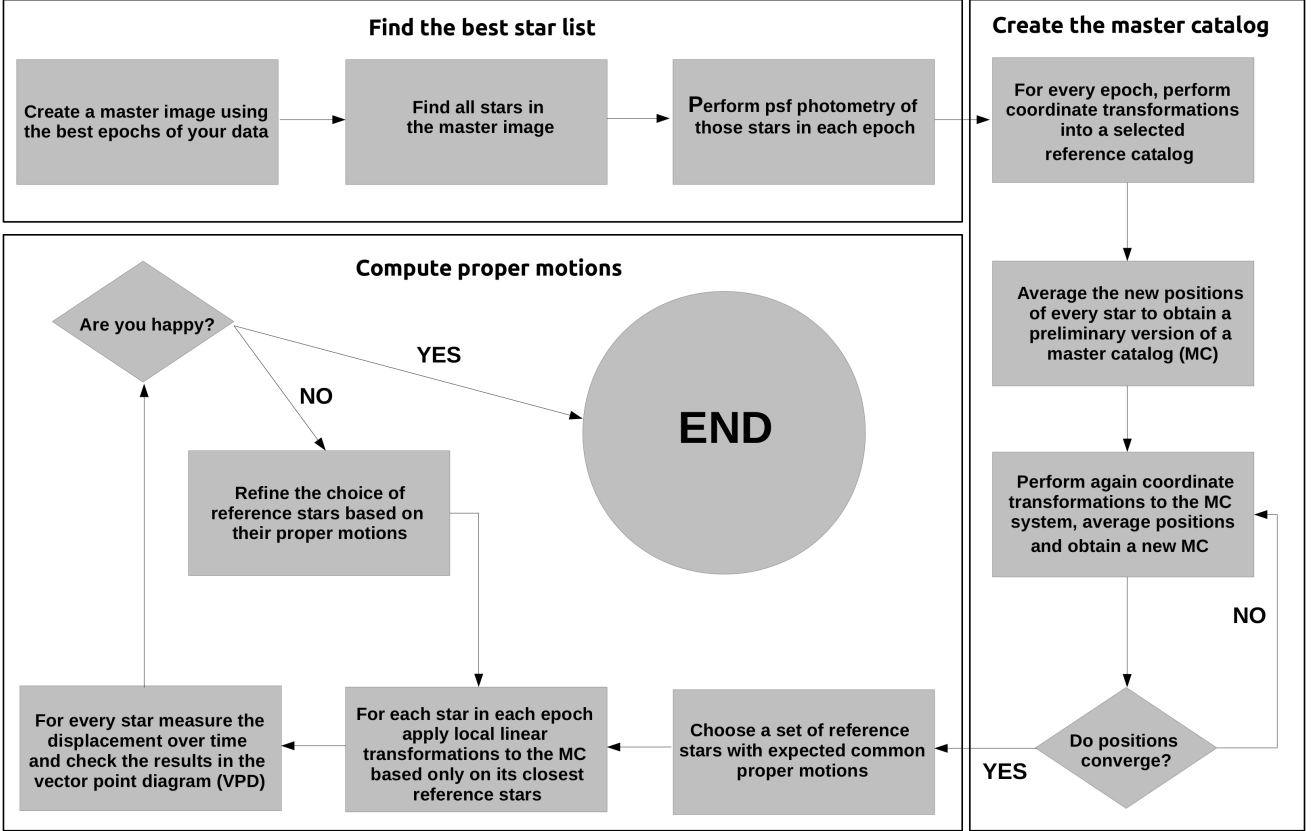 Find the best star list
Create a master image using
the best epochs of your data
Find all stars in
the master image
Perform psf photometry of
those stars in each epoch
Create the master catalog
For every epoch, perform
coordinate transformations
into a selected
reference catalog
Average the new positions
of every star to obtain a
preliminary version of a
master catalog (MC)
Perform again coordinate
transformations to the MC
system, average positions
and obtain a new MC
NO
Do positions
converge?
YES
Compute proper motions
Choose a set of reference
stars with expected common
proper motions
For each star in each epoch
apply local linear
transformations to the MC
based only on its closest
reference stars
For every star measure the
displacement over time
and check the results in the
vector point diagram (VPD)
Are you happy?
YES
NO
Refine the choice of
reference stars based on
their proper motions
END